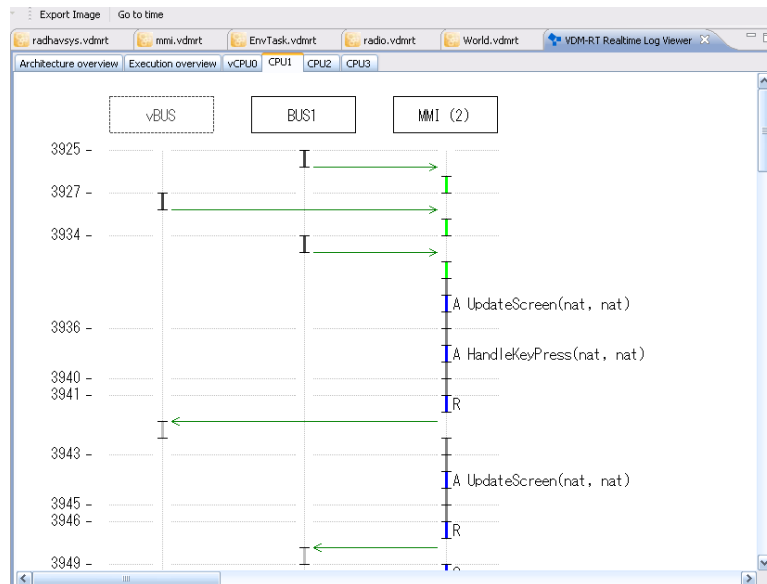 Export Image Go to time
radhavsys.vdmrt mmi.vdmrt EnvTask.vdmrt radio.vdmrt World.vdmrt VDM-RT Realtime Log Viewer
Architecture overview Execution overview vCPU0 CPU1 CPU2 CPU3
vBUS BUS1 MMI (2)
3925
3927
3934
A UpdateScreen(nat, nat)
3936
A HandleKeyPress(nat, nat)
3940
3941
R
3943
A UpdateScreen(nat, nat)
3945
3946
R
3949